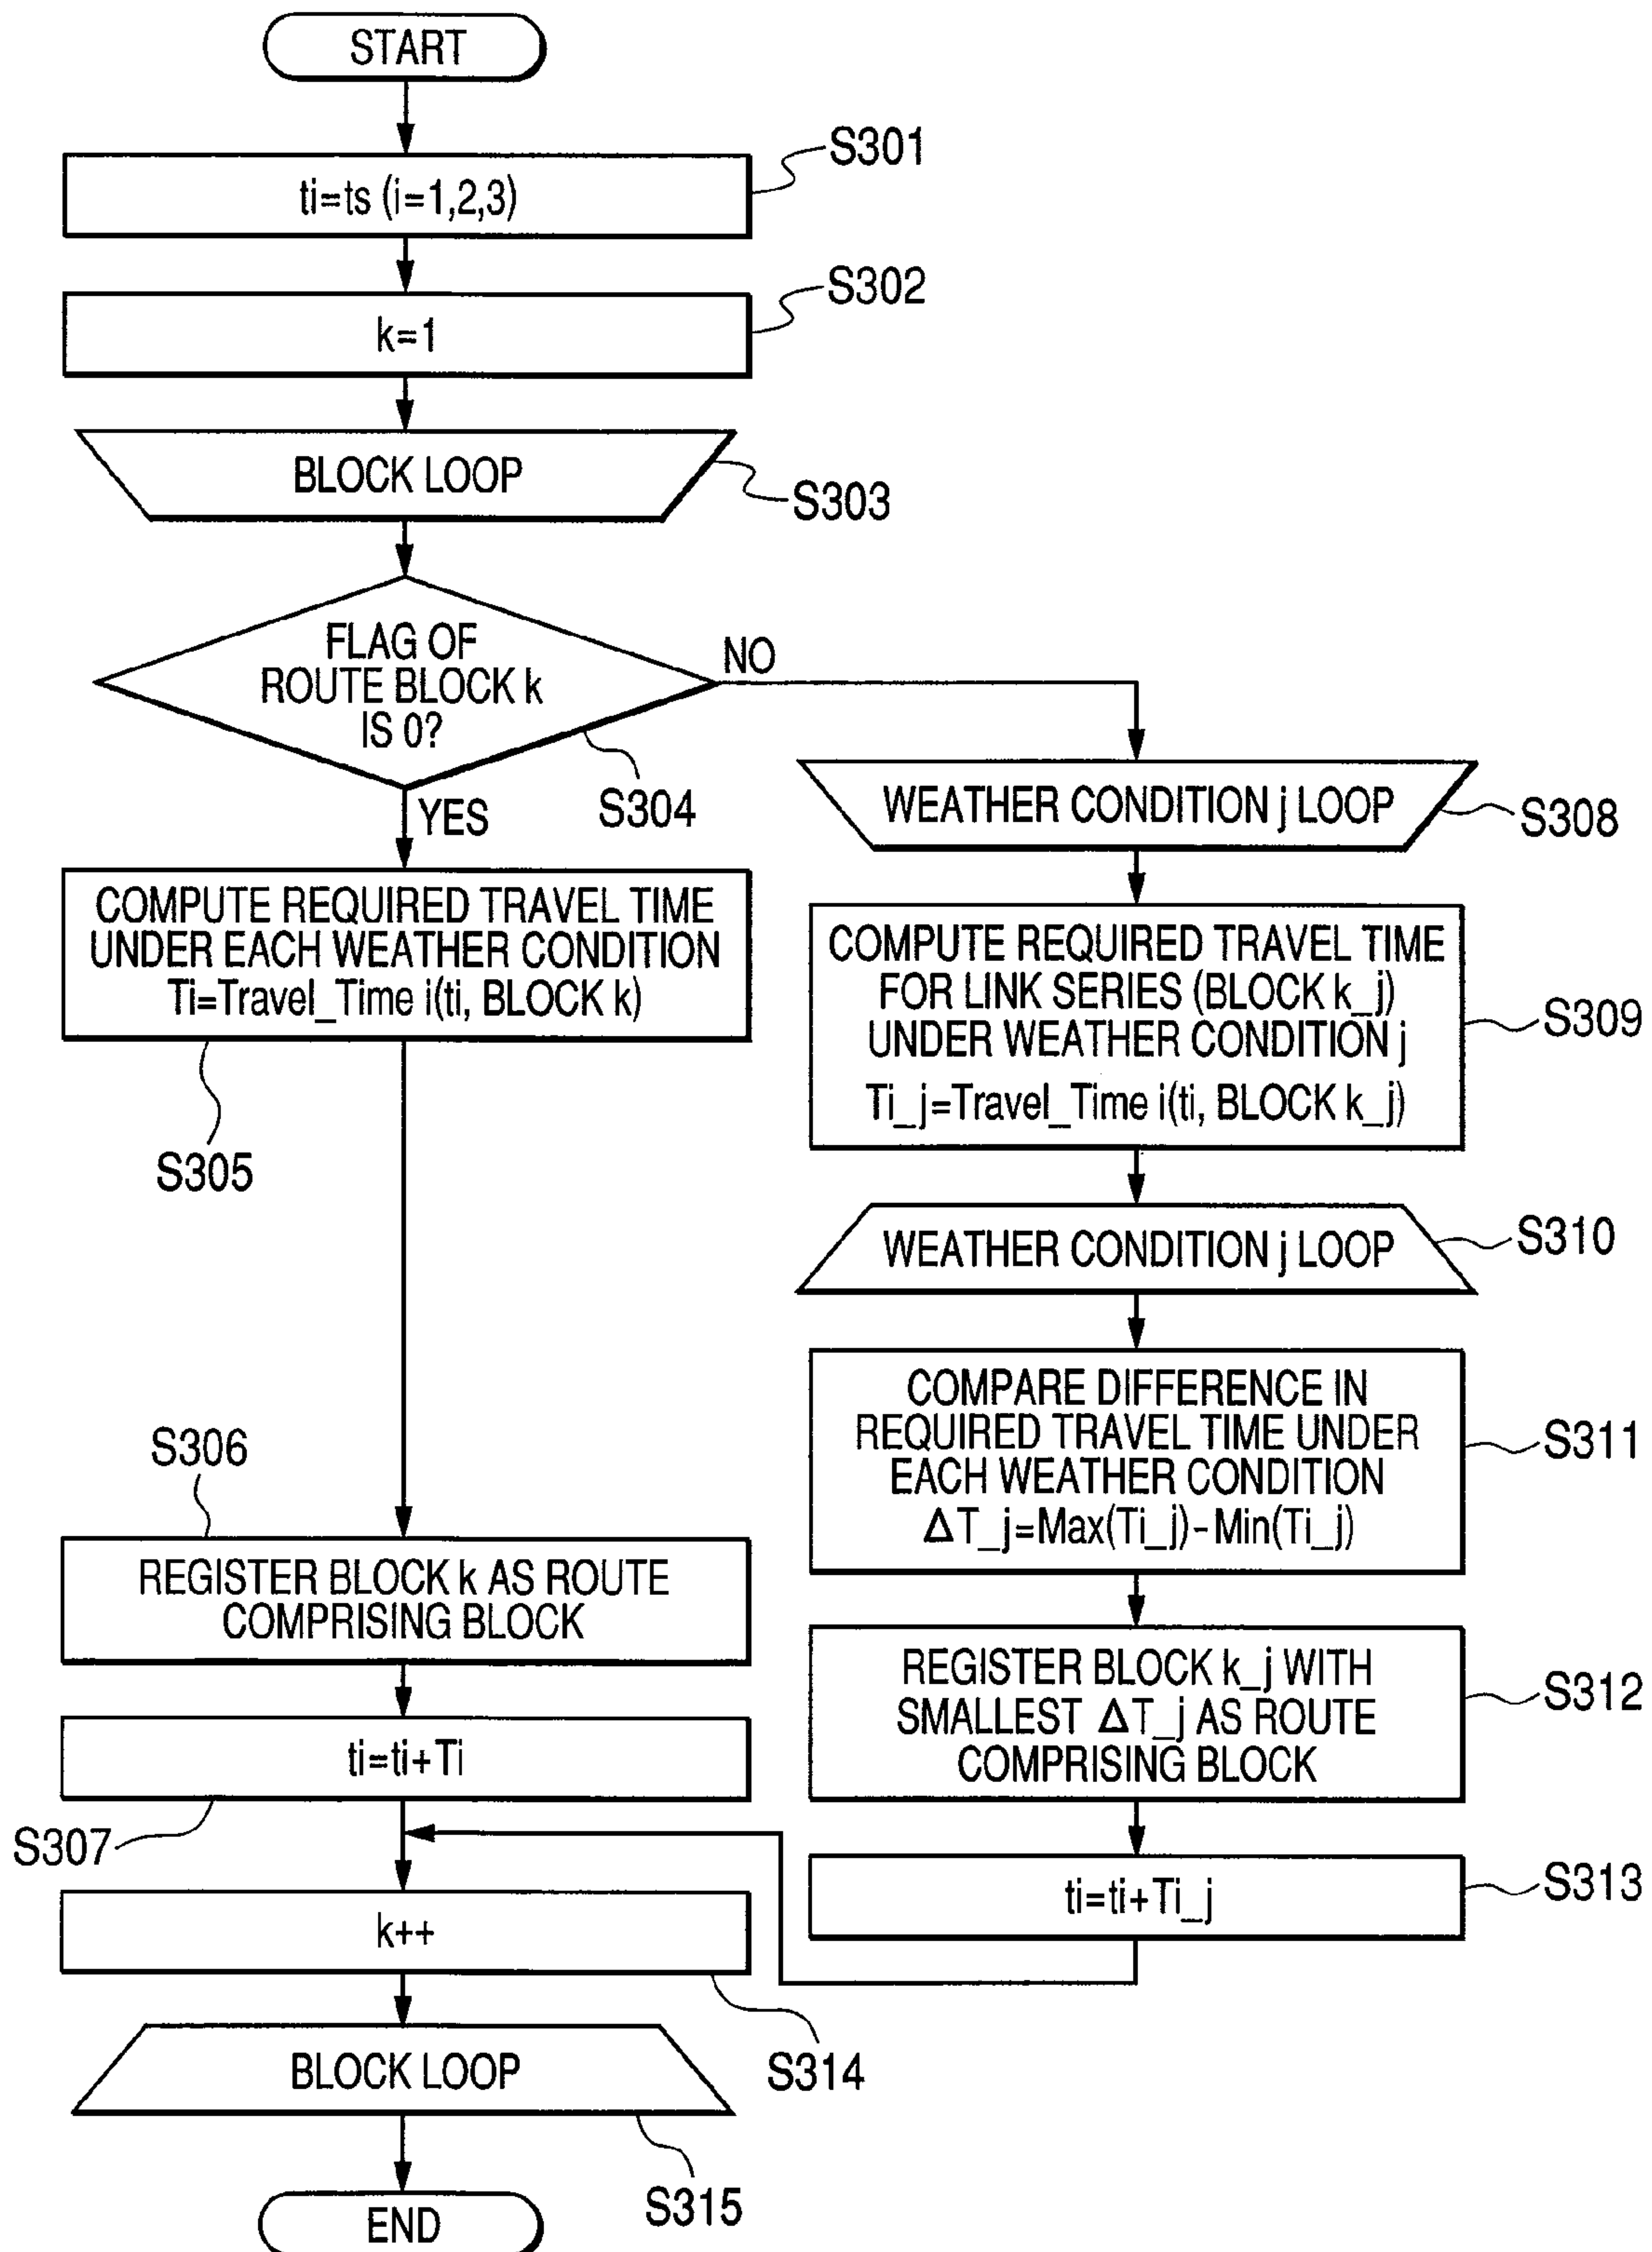 START
S301
ti=ts (i=1,2,3)
S302
k=1
BLOCK LOOP
S303
FLAG OF
ROUTE BLOCK k
IS 0?
NO
YES
S304
COMPUTE REQUIRED TRAVEL TIME
UNDER EACH WEATHER CONDITION
Ti=Travel_Time i(ti, BLOCK k)
S305
S306
REGISTER BLOCK k AS ROUTE
COMPRISING BLOCK
ti=ti+Ti
S307
WEATHER CONDITION j LOOP
S308
COMPUTE REQUIRED TRAVEL TIME
FOR LINK SERIES (BLOCK k_j)
UNDER WEATHER CONDITION j
Ti_j=Travel_Time i(ti, BLOCK k_j)
S309
WEATHER CONDITION j LOOP
S310
COMPARE DIFFERENCE IN
REQUIRED TRAVEL TIME UNDER
EACH WEATHER CONDITION
ΔT_j=Max(Ti_j)-Min(Ti_j)
S311
REGISTER BLOCK k_j WITH
SMALLEST ΔT_j AS ROUTE
COMPRISING BLOCK
S312
ti=ti+Ti_j
S313
k++
S314
BLOCK LOOP
S315
END